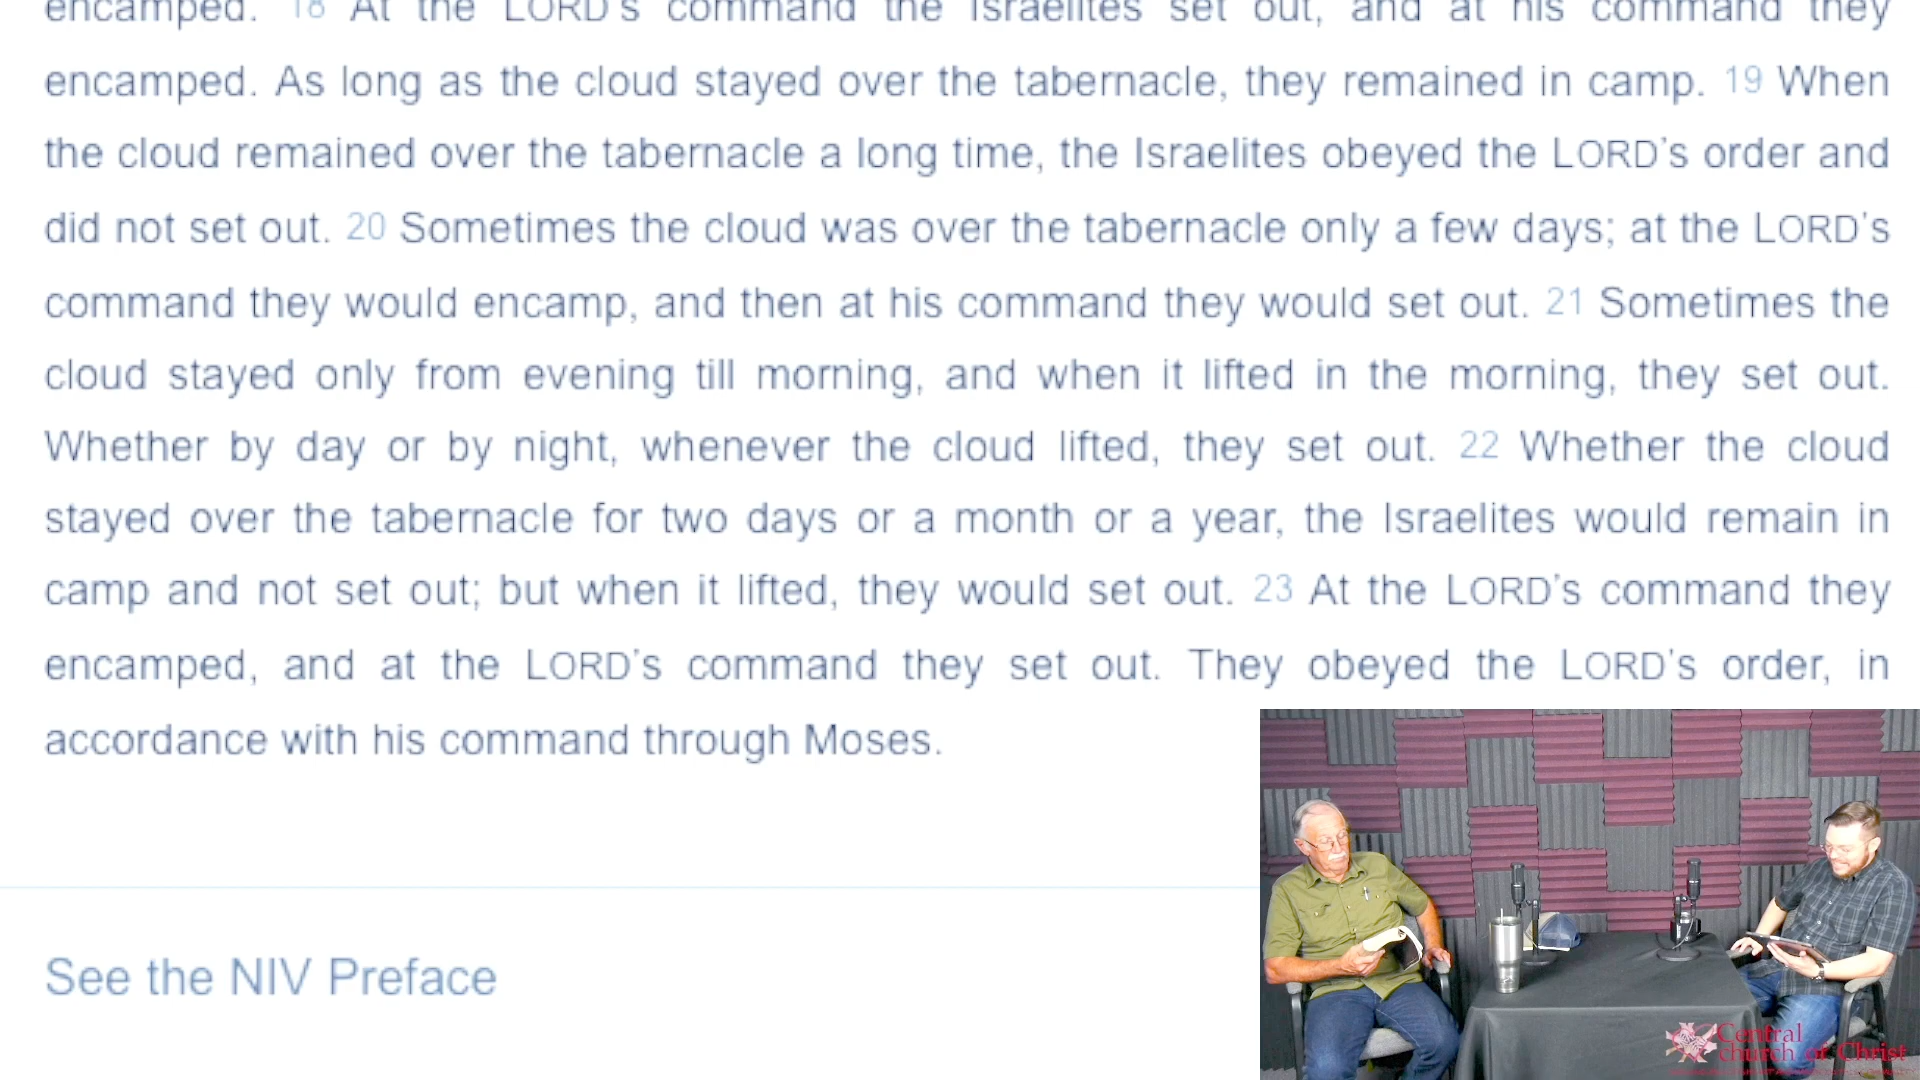 encamped. 18 At the LORD's command the Israelites set out, and at his command they
encamped. As long as the cloud stayed over the tabernacle, they remained in camp. 19 When
the cloud remained over the tabernacle a long time, the Israelites obeyed the LORD's order and
did not set out. 20 Sometimes the cloud was over the tabernacle only a few days; at the LORD's
command they would encamp, and then at his command they would set out. 21 Sometimes the
cloud stayed only from evening till morning, and when it lifted in the morning, they set out.
Whether by day or by night, whenever the cloud lifted, they set out. 22 Whether the cloud
stayed over the tabernacle for two days or a month or a year, the Israelites would remain in
camp and not set out; but when it lifted, they would set out. 23 At the LORD's command they
encamped, and at the LORD's command they set out. They obeyed the LORD's order, in
accordance with his command through Moses.
See the NIV Preface
Central
church of Christ